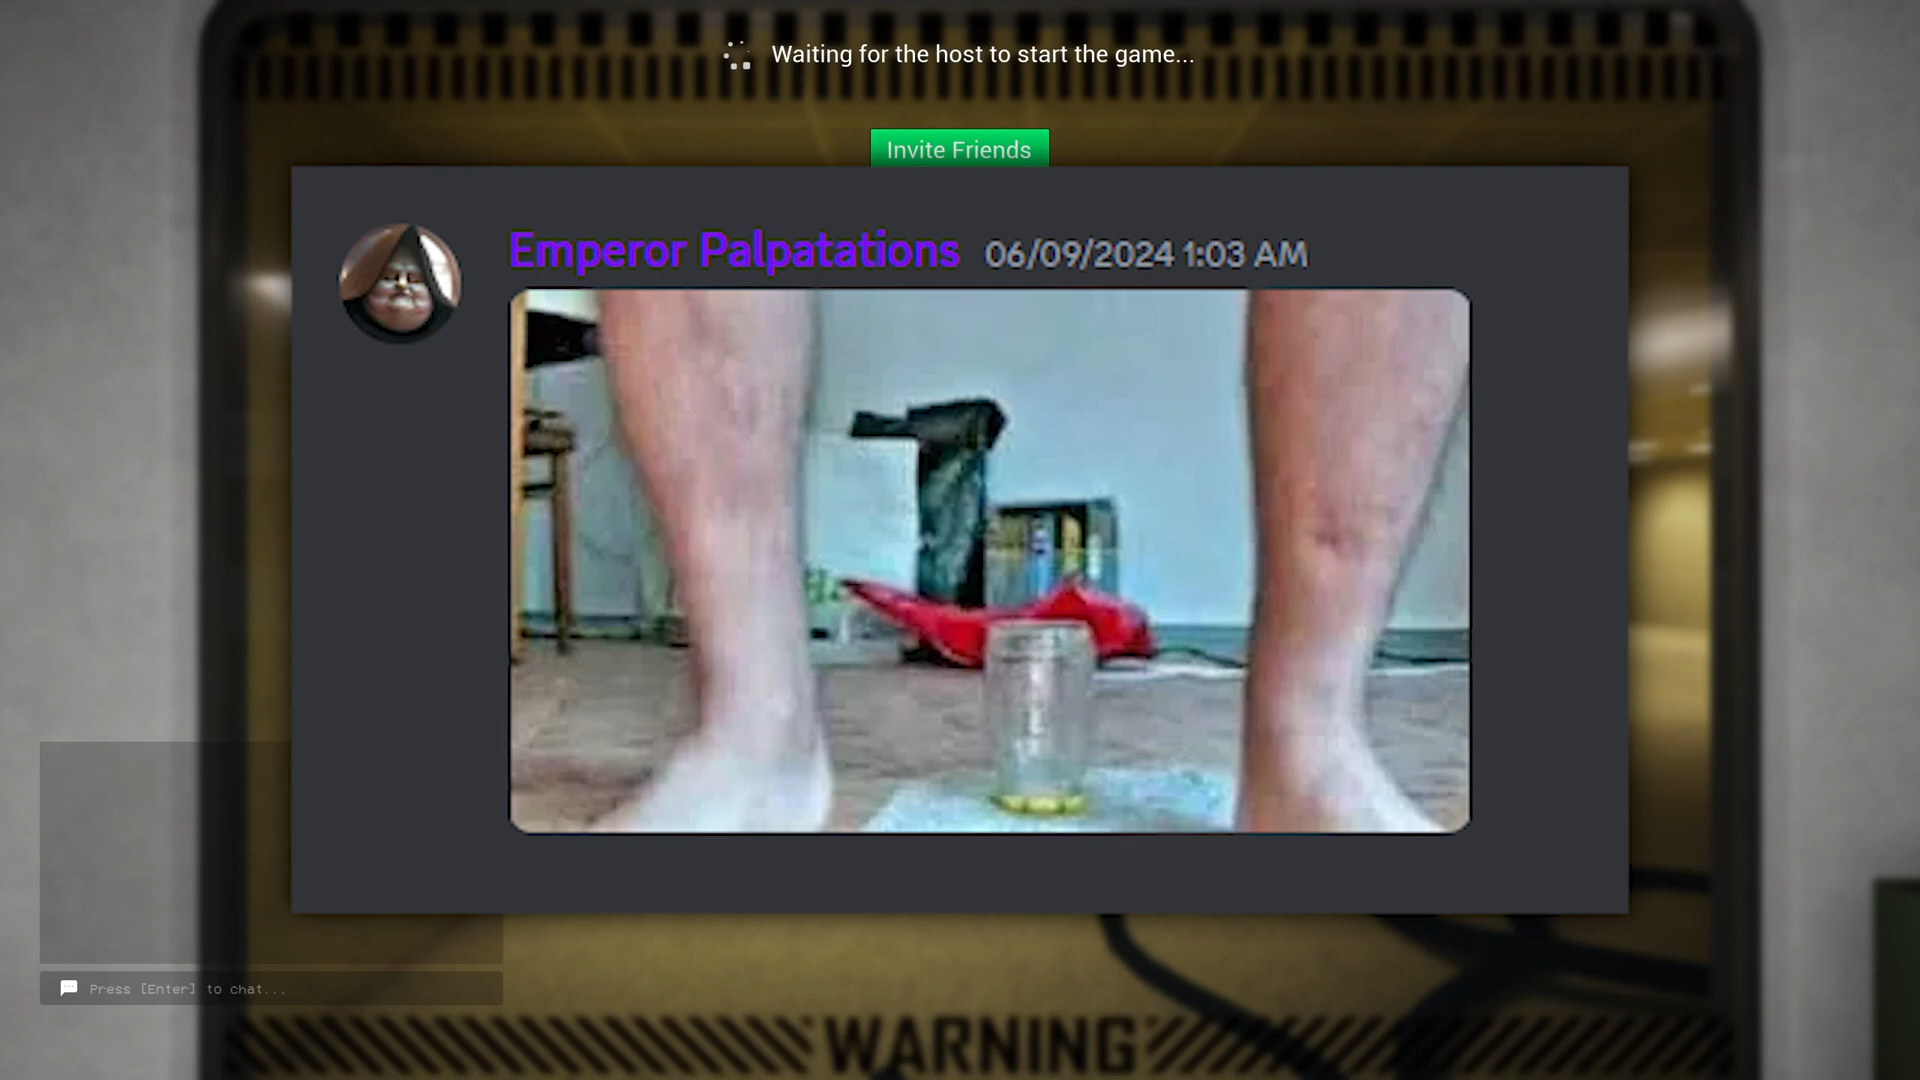 Waiting for the host to start the game...
Invite Friends
Emperor Palpatations 06/09/2024 1:03 AM
Press [Enter] to chat...
WARNING